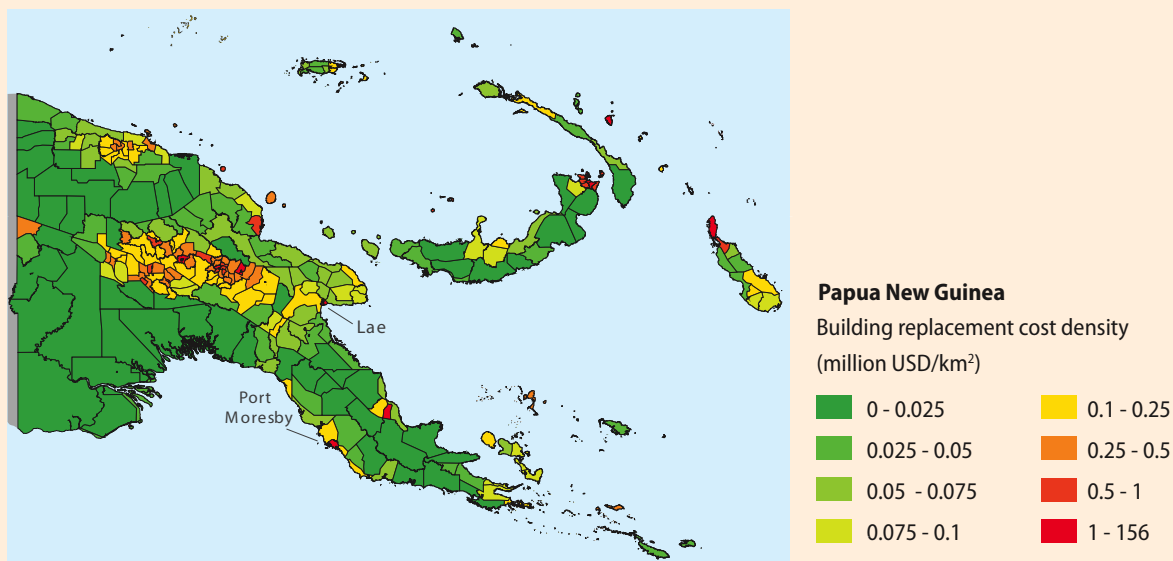 Lae
Port
Moresby
Papua New Guinea
Building replacement cost density
(million USD/km²)
0 - 0.025
0.025 - 0.05
0.05 - 0.075
0.075 - 0.1
0.1 - 0.25
0.25 - 0.5
0.5 - 1
1 - 156